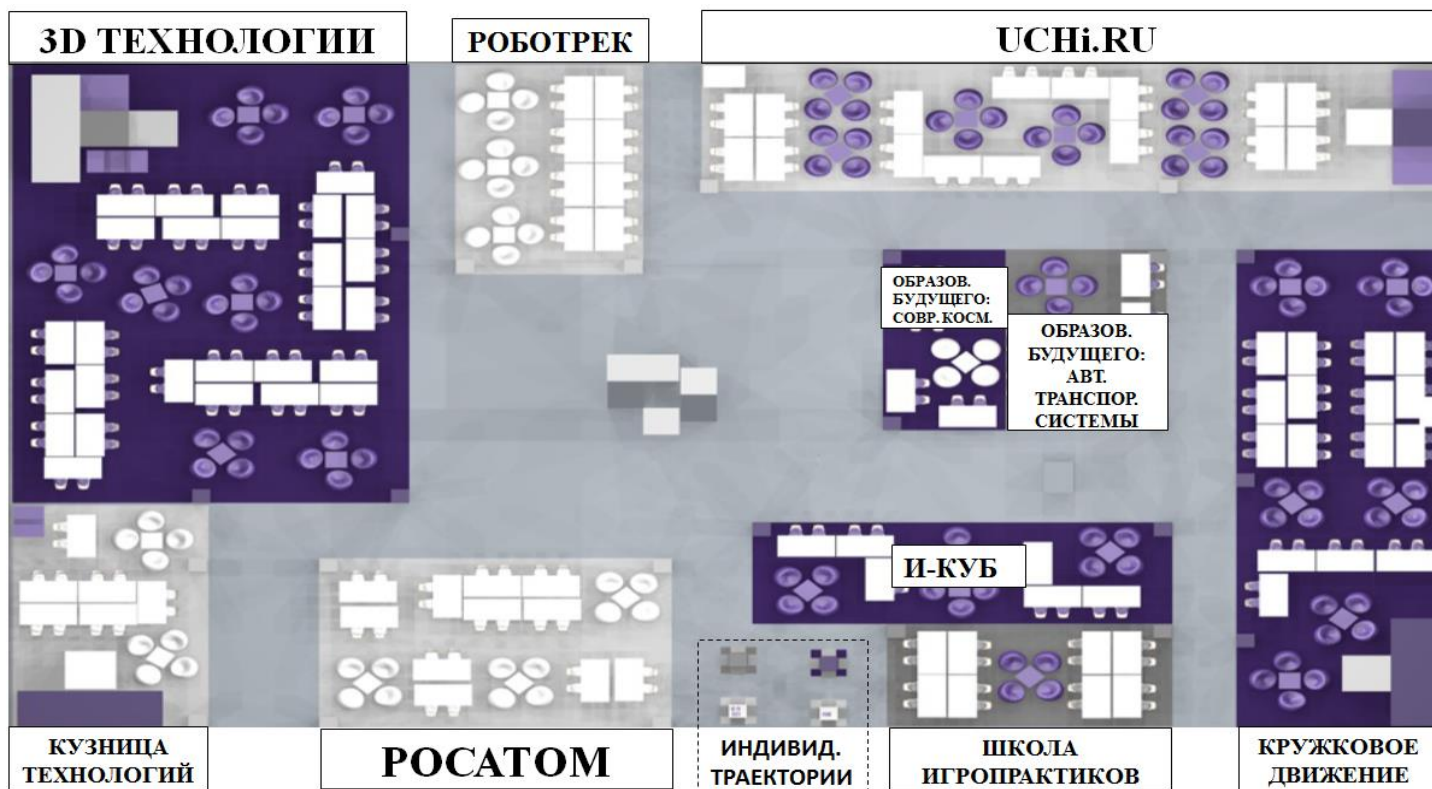 3D ТЕХНОЛОГИИ
РОБОТРЕК
UCHi.RU
ОБРАЗОВ.
БУДУЩЕГО:
СОВР. КОСМ.
ОБРАЗОВ.
БУДУЩЕГО:
АВТ.
ТРАНСПОР.
СИСТЕМЫ
И-КУБ
КУЗНИЦА
ТЕХНОЛОГИЙ
РОСАТОМ
ИНДИВИД.
ТРАЕКТОРИИ
ШКОЛА
ИГРОПРАКТИКОВ
КРУЖКОВОЕ
ДВИЖЕНИЕ